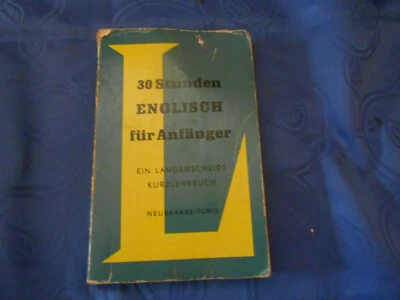 L
30 Stunden
ENGLISCH
für Anfänger
EIN LANGENSCHEIDT
KURZLEHRBUCH
NEUBEARBEITUNG